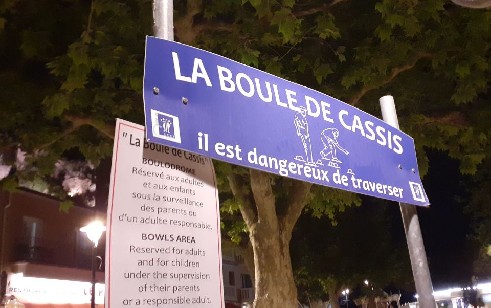 LA BOULE DE CASSIS
il est dangereux de traverser
"La Boule de Cassis"
BOULODROME
Réservé aux adultes
et aux enfants
sous la surveillance
des parents ou
d'un adulte responsable.
BOWLS AREA
Reserved for adults
and for children
under the supervision
of their parents
or a responsible adult.